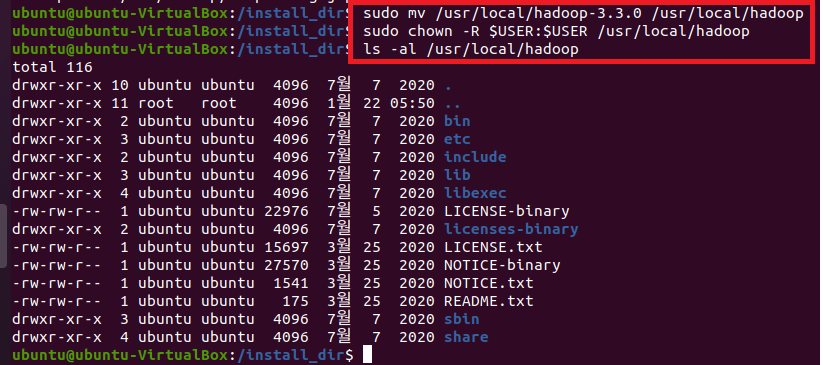 ubuntu@ubuntu-VirtualBox:/install_dir$ sudo mv /usr/local/hadoop-3.3.0 /usr/local/hadoop
ubuntu@ubuntu-VirtualBox:/install_dir$ sudo chown -R $USER:$USER /usr/local/hadoop
ubuntu@ubuntu-VirtualBox:/install_dir$ ls -al /usr/local/hadoop
total 116
drwxr-xr-x 10 ubuntu ubuntu  4096  7월  7  2020 .
drwxr-xr-x 11 root   root    4096  1월 22 05:50 ..
drwxr-xr-x  2 ubuntu ubuntu  4096  7월  7  2020 bin
drwxr-xr-x  3 ubuntu ubuntu  4096  7월  7  2020 etc
drwxr-xr-x  2 ubuntu ubuntu  4096  7월  7  2020 include
drwxr-xr-x  3 ubuntu ubuntu  4096  7월  7  2020 lib
drwxr-xr-x  4 ubuntu ubuntu  4096  7월  7  2020 libexec
-rw-rw-r--  1 ubuntu ubuntu 22976  7월  5  2020 LICENSE-binary
drwxr-xr-x  2 ubuntu ubuntu  4096  7월  7  2020 licenses-binary
-rw-rw-r--  1 ubuntu ubuntu 15697  3월 25  2020 LICENSE.txt
-rw-rw-r--  1 ubuntu ubuntu 27570  3월 25  2020 NOTICE-binary
-rw-rw-r--  1 ubuntu ubuntu  1541  3월 25  2020 NOTICE.txt
-rw-rw-r--  1 ubuntu ubuntu   175  3월 25  2020 README.txt
drwxr-xr-x  3 ubuntu ubuntu  4096  7월  7  2020 sbin
drwxr-xr-x  4 ubuntu ubuntu  4096  7월  7  2020 share
ubuntu@ubuntu-VirtualBox:/install_dir$